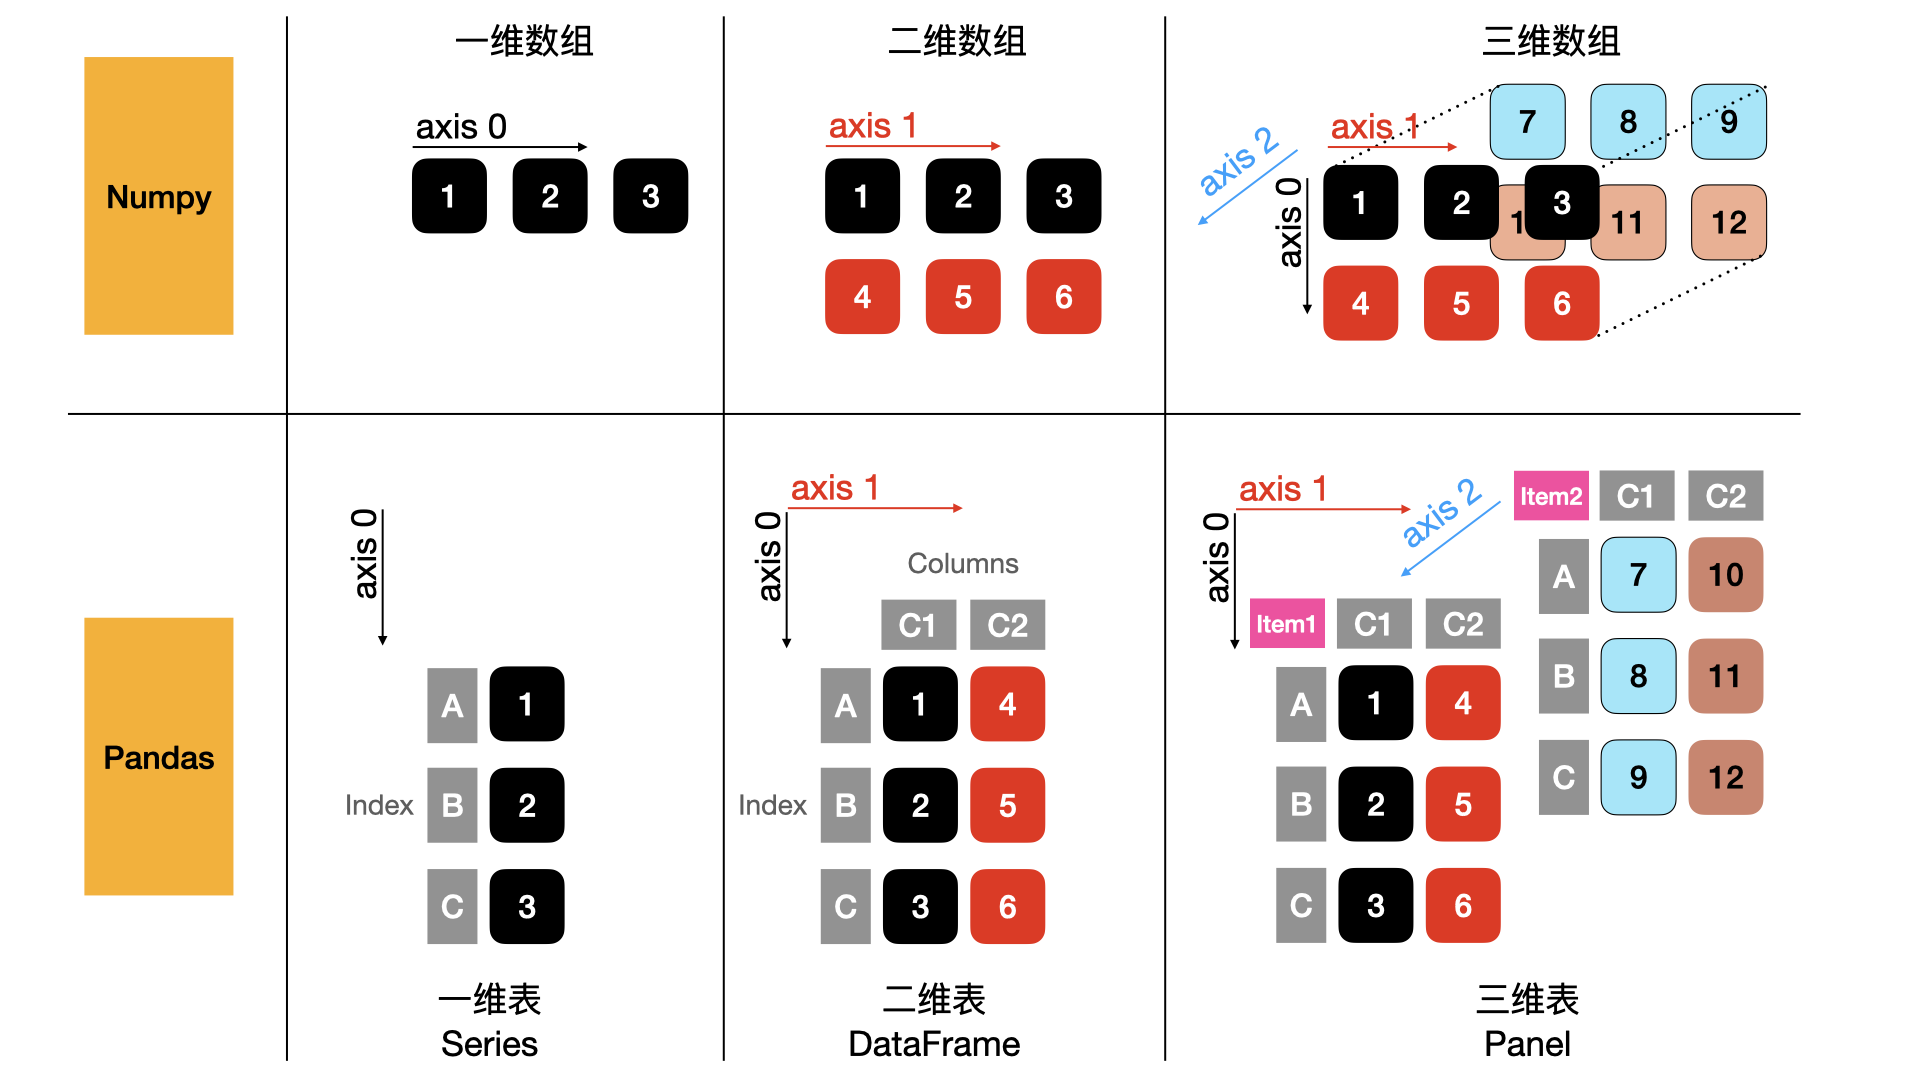 一维数组
二维数组
三维数组
Numpy
axis 0
1 2 3
axis 1
1 2 3
4 5 6
axis 1
axis 2
axis 0
7 8 9
1 2 3
1 11 12
4 5 6
Pandas
axis 0
Index
A 1
B 2
C 3
一维表
Series
axis 1
axis 0
Columns
C1 C2
Index
A 1 4
B 2 5
C 3 6
二维表
DataFrame
axis 1
axis 2
axis 0
Item1 C1 C2
A 1 4
B 2 5
C 3 6
Item2 C1 C2
A 7 10
B 8 11
C 9 12
三维表
Panel